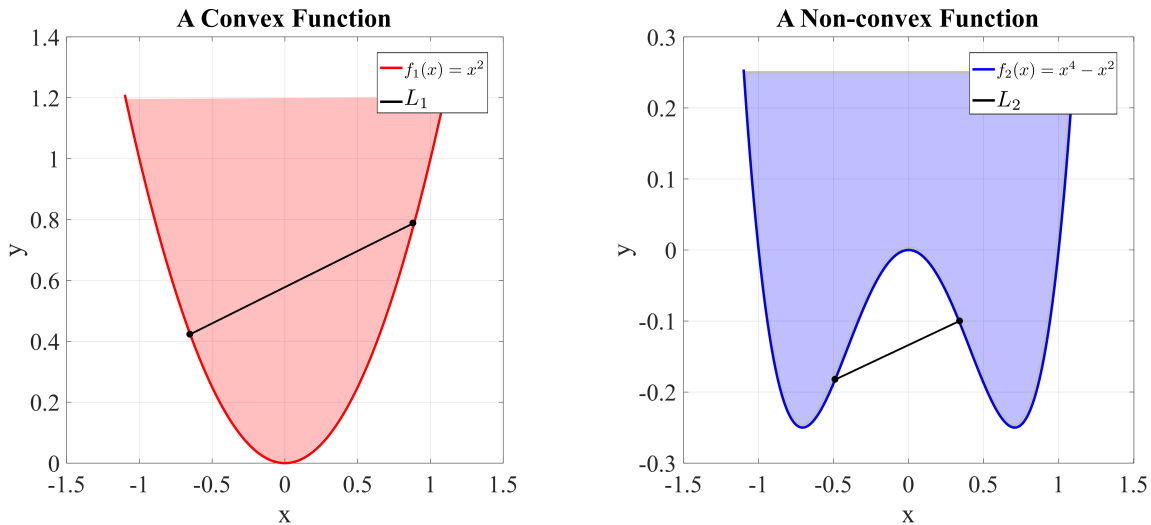 A Convex Function
1.4
1.2
1
0.8
0.6
0.4
0.2
0
-1.5
-1
-0.5
0
0.5
1
1.5
x
y
f₁(x) = x²
L₁
A Non-convex Function
0.3
0.2
0.1
0
-0.1
-0.2
-0.3
-1.5
-1
-0.5
0
0.5
1
1.5
x
y
f₂(x) = x⁴ − x²
L₂